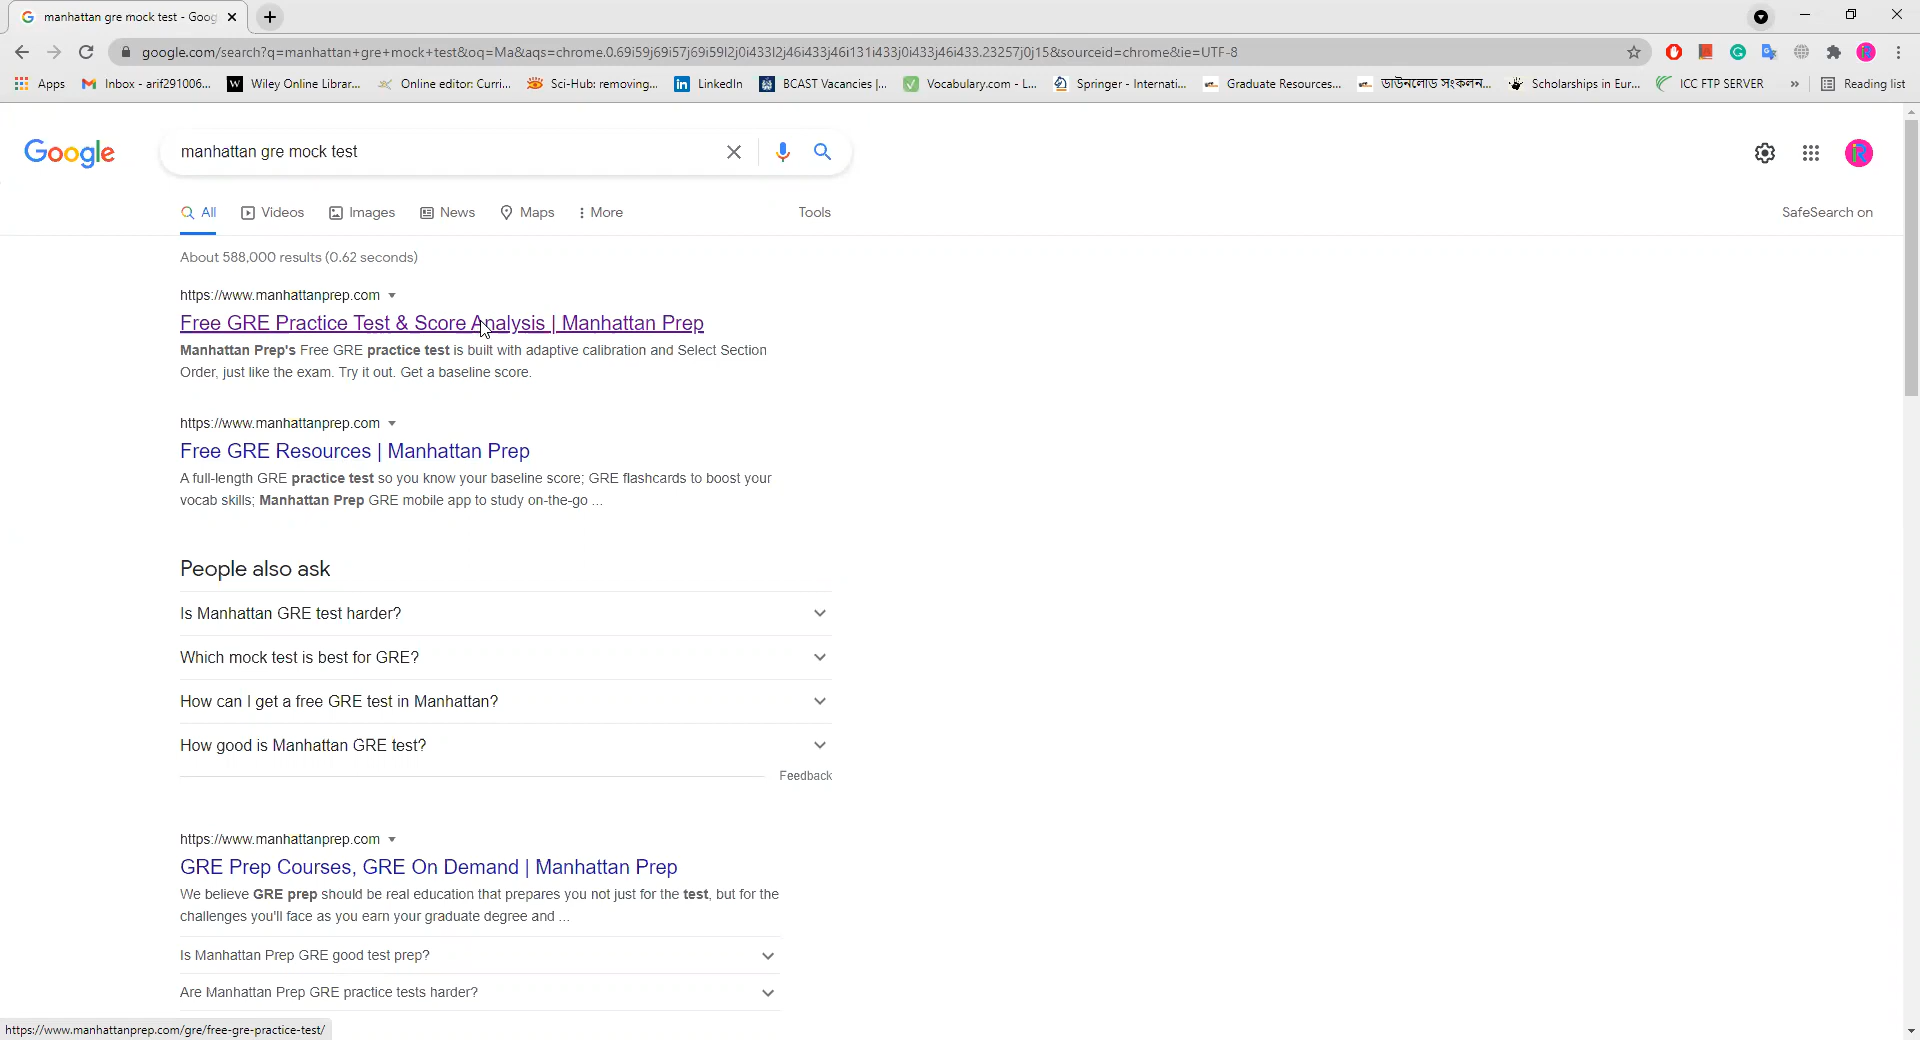 manhattan gre mock test - Goog
google.com/search?q=manhattan+gre+mock+test&oq=Ma&aqs=chrome.0.69i59j69i57j69i59l2j0i433l2j46i433j46i131i433j0i433j46i433.23257j0j15&sourceid=chrome&ie=UTF-8
Apps Inbox - arif291006... Wiley Online Librar... Online editor: Curri... Sci-Hub: removing... LinkedIn BCAST Vacancies |... Vocabulary.com - L... Springer - Internati... Graduate Resources... ডাউনলোড সংকলন... Scholarships in Eur... ICC FTP SERVER » Reading list
Google manhattan gre mock test
All Videos Images News Maps More Tools SafeSearch on
About 588,000 results (0.62 seconds)
https://www.manhattanprep.com
Free GRE Practice Test & Score Analysis | Manhattan Prep
Manhattan Prep's Free GRE practice test is built with adaptive calibration and Select Section
Order, just like the exam. Try it out. Get a baseline score.
https://www.manhattanprep.com
Free GRE Resources | Manhattan Prep
A full-length GRE practice test so you know your baseline score; GRE flashcards to boost your
vocab skills; Manhattan Prep GRE mobile app to study on-the-go ...
People also ask
Is Manhattan GRE test harder?
Which mock test is best for GRE?
How can I get a free GRE test in Manhattan?
How good is Manhattan GRE test?
Feedback
https://www.manhattanprep.com
GRE Prep Courses, GRE On Demand | Manhattan Prep
We believe GRE prep should be real education that prepares you not just for the test, but for the
challenges you'll face as you earn your graduate degree and ...
Is Manhattan Prep GRE good test prep?
Are Manhattan Prep GRE practice tests harder?
https://www.manhattanprep.com/gre/free-gre-practice-test/